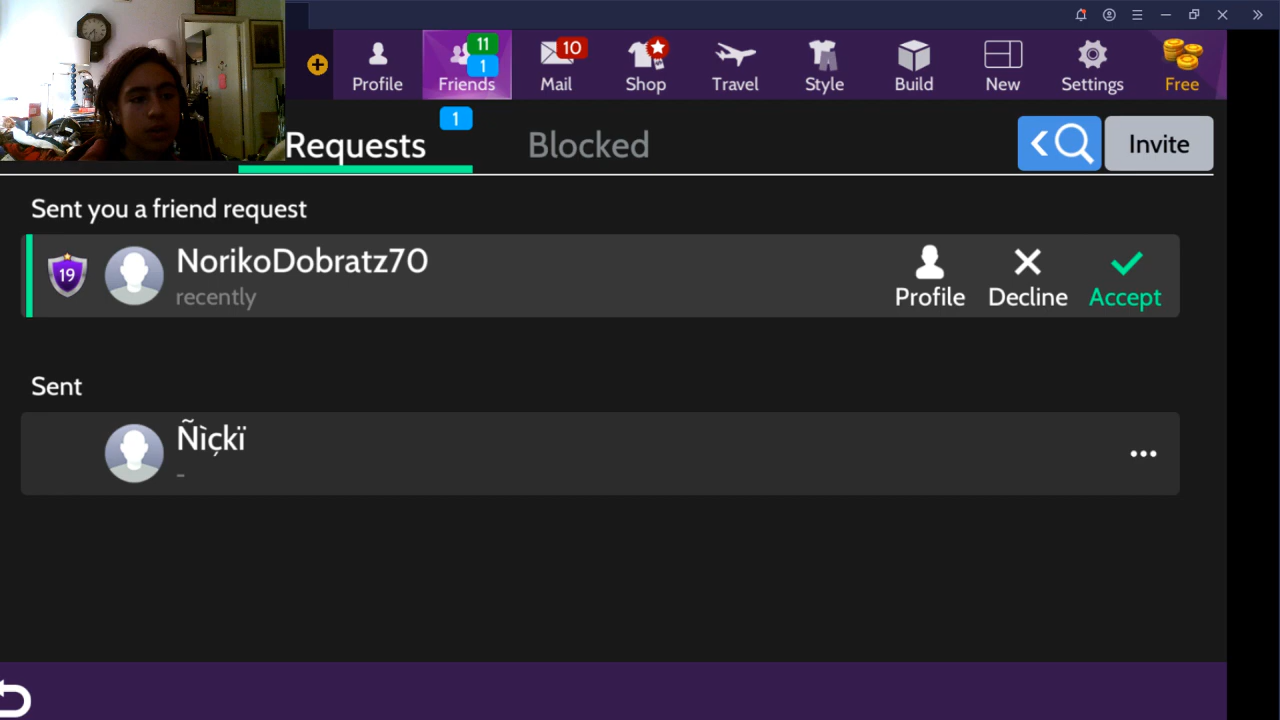 11
1
10
Profile
Friends
Mail
Shop
Travel
Style
Build
New
Settings
Free
Requests
1
Blocked
Invite
Sent you a friend request
19
NorikoDobratz70
recently
Profile
Decline
Accept
Sent
Ñìçkï
-